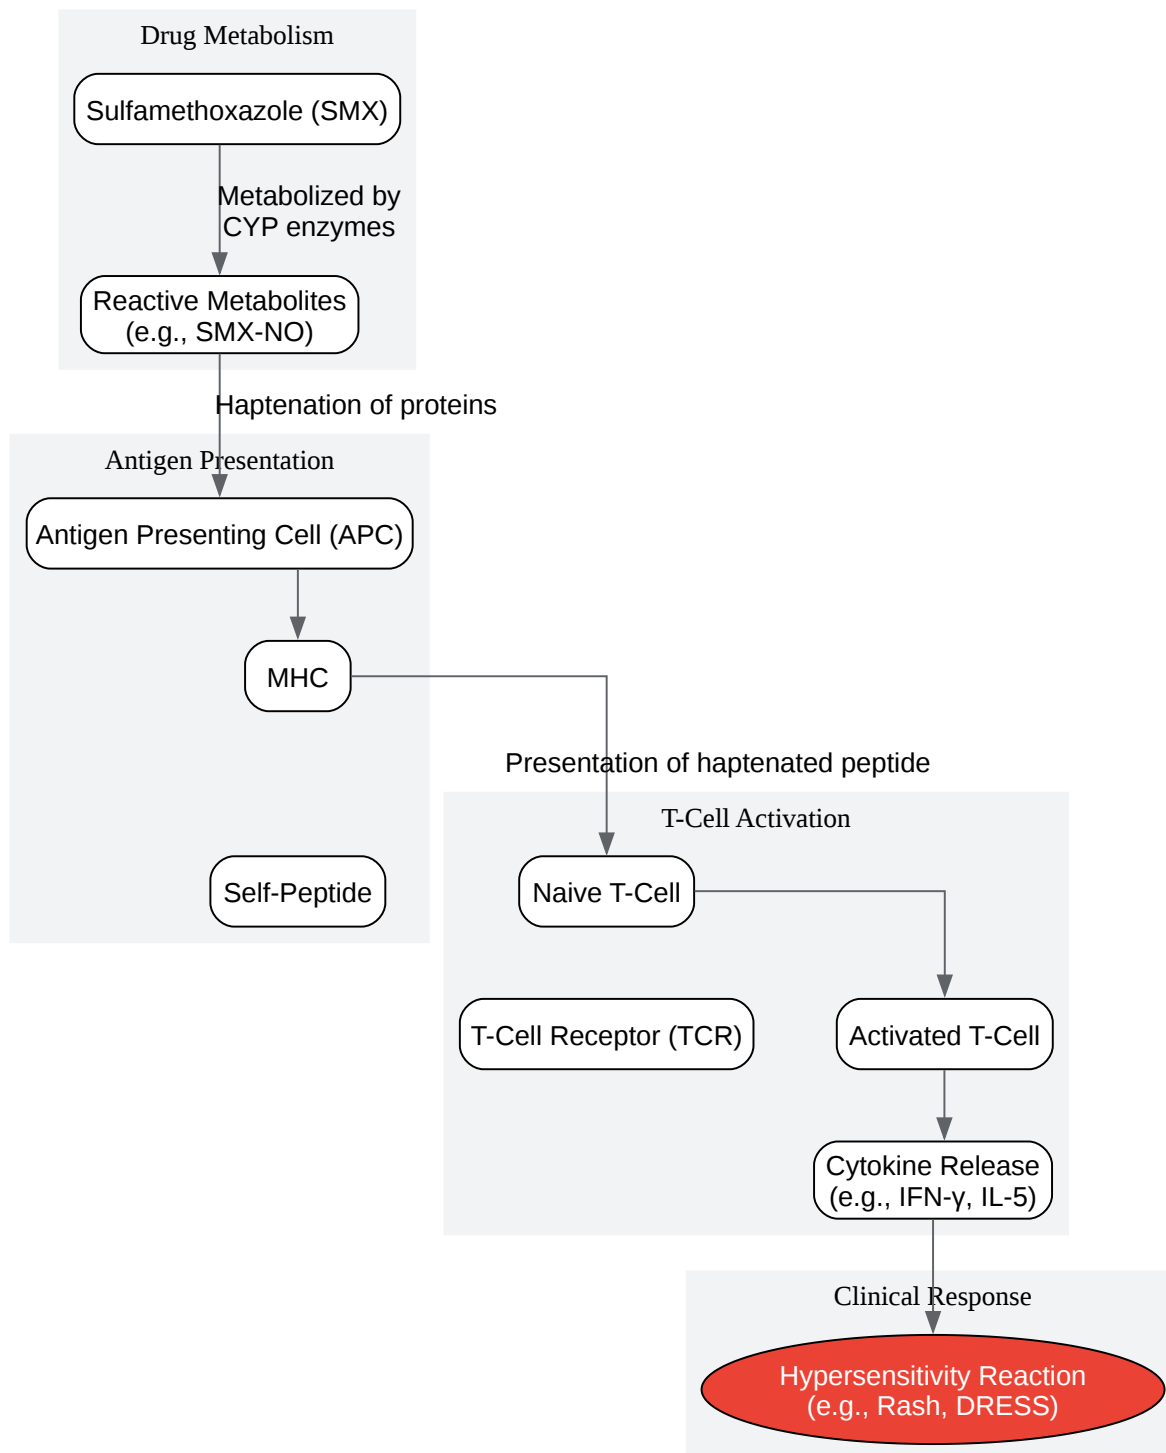 Drug Metabolism
Sulfamethoxazole (SMX)
Metabolized by
CYP enzymes
Reactive Metabolites
(e.g., SMX-NO)
Haptenation of proteins
Antigen Presentation
Antigen Presenting Cell (APC)
MHC
Presentation of haptenated peptide
T-Cell Activation
Self-Peptide
Naive T-Cell
T-Cell Receptor (TCR)
Activated T-Cell
Cytokine Release
(e.g., IFN-γ, IL-5)
Clinical Response
Hypersensitivity Reaction
(e.g., Rash, DRESS)